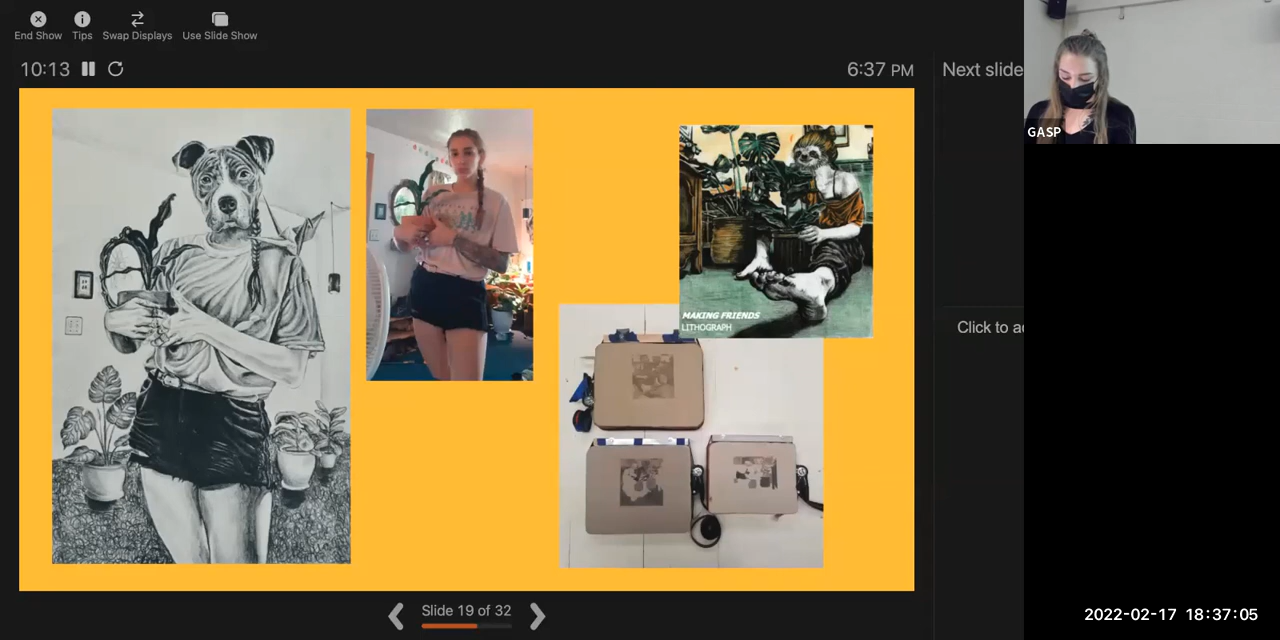 End Show
Tips
Swap Displays
Use Slide Show
10:13
6:37 PM
Next slide
GASP
MAKING FRIENDS
LITHOGRAPH
Click to ad
Slide 19 of 32
2022-02-17 18:37:05